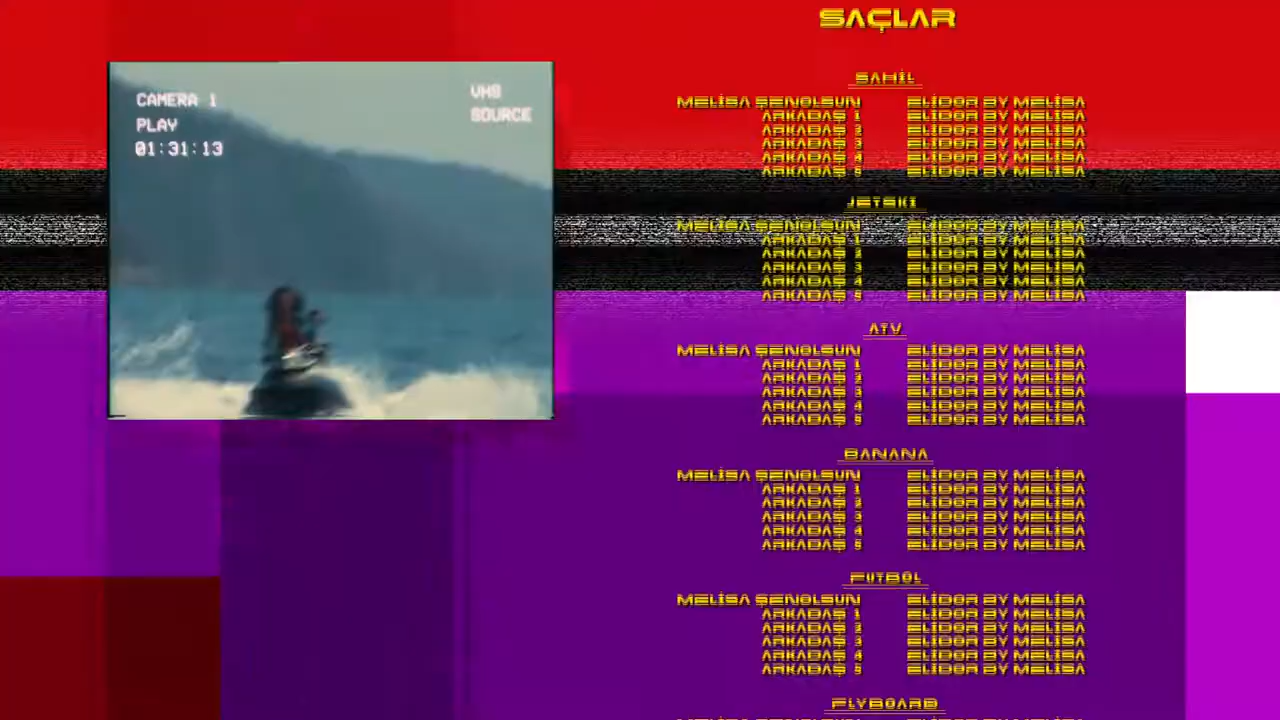 SAÇLAR
CAMERA 1
PLAY
01:31:13
VHS
SOURCE
SAHİL
MELİSA ŞENOLSUN ELİDOR BY MELİSA
ARKADAŞ 1 ELİDOR BY MELİSA
ARKADAŞ 2 ELİDOR BY MELİSA
ARKADAŞ 3 ELİDOR BY MELİSA
ARKADAŞ 4 ELİDOR BY MELİSA
ARKADAŞ 5 ELİDOR BY MELİSA
JETSKI
MELİSA ŞENOLSUN ELİDOR BY MELİSA
ARKADAŞ 1 ELİDOR BY MELİSA
ARKADAŞ 2 ELİDOR BY MELİSA
ARKADAŞ 3 ELİDOR BY MELİSA
ARKADAŞ 4 ELİDOR BY MELİSA
ARKADAŞ 5 ELİDOR BY MELİSA
ATV
MELİSA ŞENOLSUN ELİDOR BY MELİSA
ARKADAŞ 1 ELİDOR BY MELİSA
ARKADAŞ 2 ELİDOR BY MELİSA
ARKADAŞ 3 ELİDOR BY MELİSA
ARKADAŞ 4 ELİDOR BY MELİSA
ARKADAŞ 5 ELİDOR BY MELİSA
BANANA
MELİSA ŞENOLSUN ELİDOR BY MELİSA
ARKADAŞ 1 ELİDOR BY MELİSA
ARKADAŞ 2 ELİDOR BY MELİSA
ARKADAŞ 3 ELİDOR BY MELİSA
ARKADAŞ 4 ELİDOR BY MELİSA
ARKADAŞ 5 ELİDOR BY MELİSA
FUTBOL
MELİSA ŞENOLSUN ELİDOR BY MELİSA
ARKADAŞ 1 ELİDOR BY MELİSA
ARKADAŞ 2 ELİDOR BY MELİSA
ARKADAŞ 3 ELİDOR BY MELİSA
ARKADAŞ 4 ELİDOR BY MELİSA
ARKADAŞ 5 ELİDOR BY MELİSA
FLYBOARD